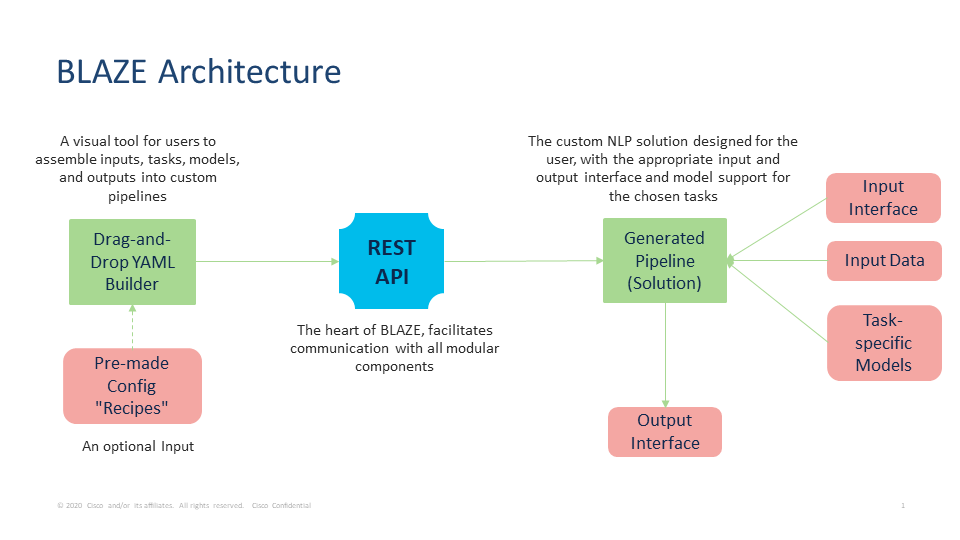 BLAZE Architecture
A visual tool for users to
assemble inputs, tasks, models,
and outputs into custom
pipelines
Drag-and-
Drop YAML
Builder
Pre-made
Config
"Recipes"
An optional Input
REST
API
The heart of BLAZE, facilitates
communication with all modular
components
The custom NLP solution designed for the
user, with the appropriate input and
output interface and model support for
the chosen tasks
Generated
Pipeline
(Solution)
Output
Interface
Input
Interface
Input Data
Task-
specific
Models
© 2020 Cisco and/or its affiliates. All rights reserved. Cisco Confidential
1